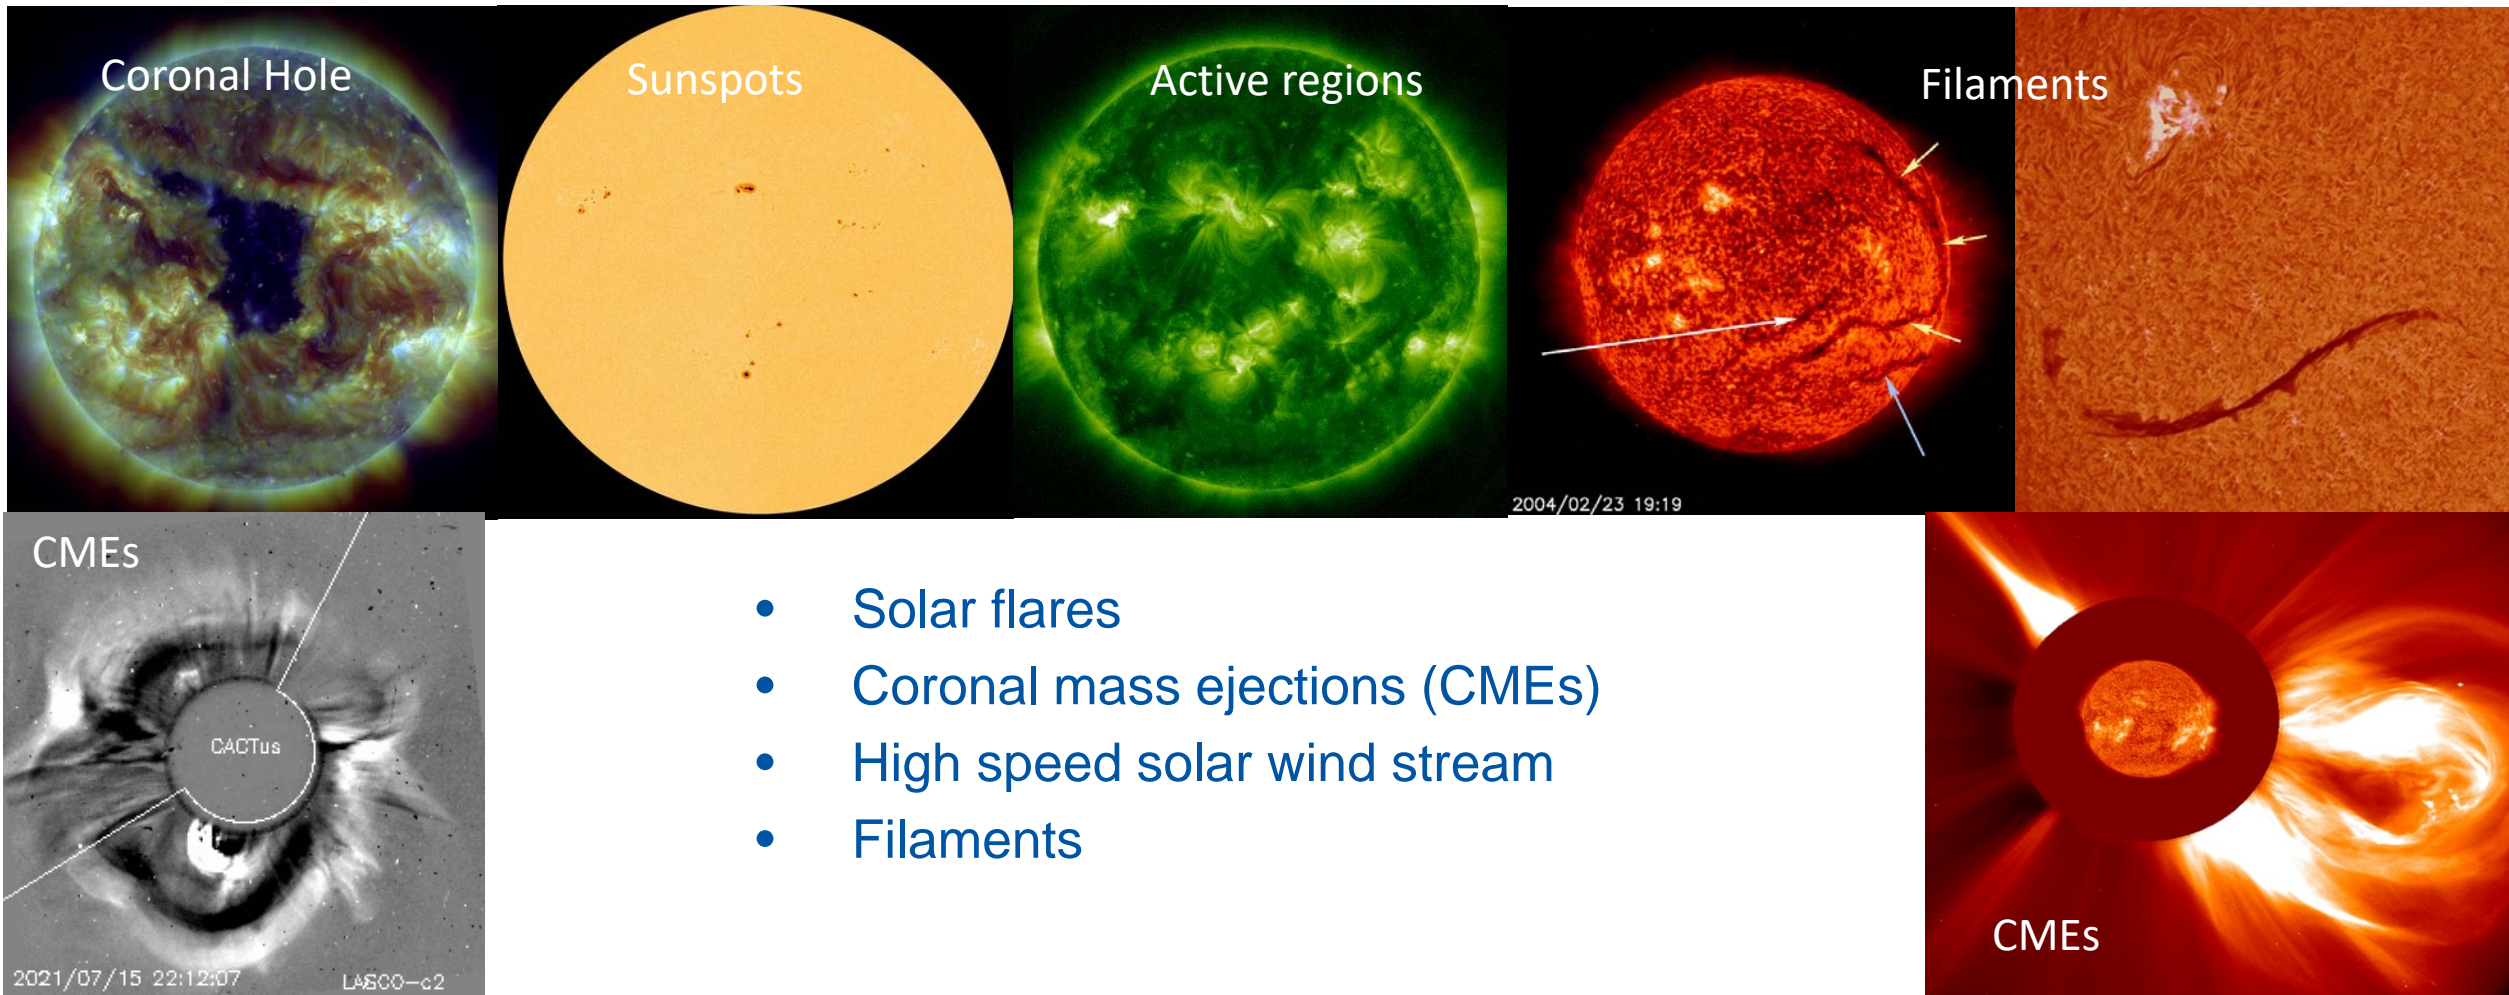 Coronal Hole
Sunspots
Active regions
Filaments
2004/02/23 19:19
CMEs
CACTus
2021/07/15 22:12:07
LASCO-c2
• Solar flares
• Coronal mass ejections (CMEs)
• High speed solar wind stream
• Filaments
CMEs